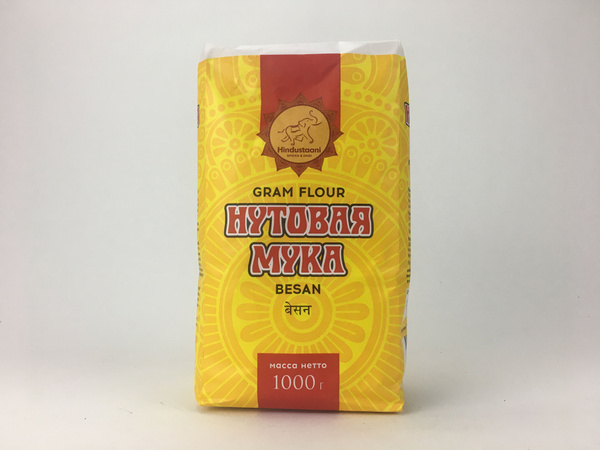 Hindustaani
GRAM FLOUR
НУТОВАЯ
МУКА
BESAN
बेसन
масса нетто
1000 г